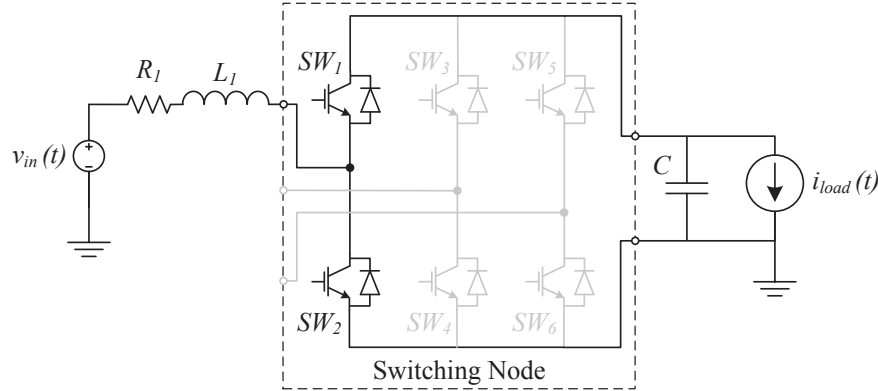 SW1
SW3
SW5
R1
L1
vin(t)
+
-
C
iload(t)
SW2
SW4
SW6
Switching Node